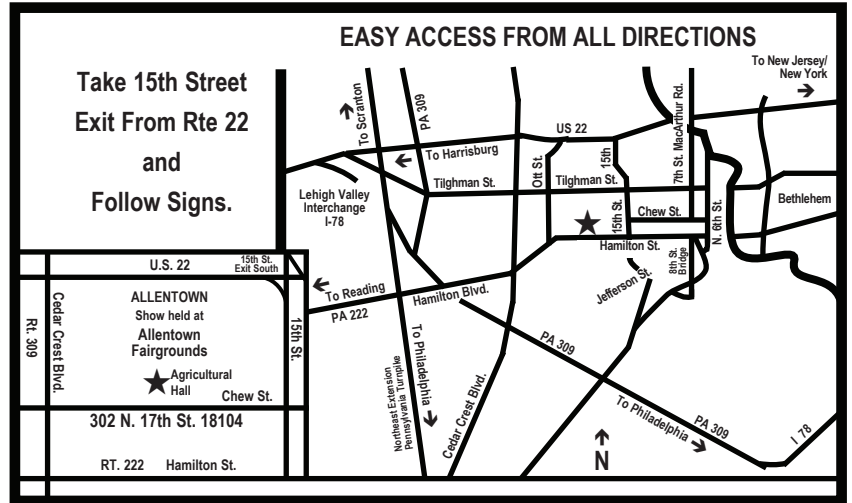 EASY ACCESS FROM ALL DIRECTIONS
Take 15th Street
Exit From Rte 22
and
Follow Signs.
To New Jersey/
New York
To Scranton
PA 309
US 22
To Harrisburg
Ott St.
15th
7th St. MacArthur Rd.
Tilghman St.
Tilghman St.
Lehigh Valley
Interchange
I-78
15th St.
Chew St.
N. 6th St.
Bethlehem
Hamilton St.
8th St.
Bridge
Jefferson St.
To Reading
PA 222
Hamilton Blvd.
To Philadelphia
Northeast Extension
Pennsylvania Turnpike
Cedar Crest Blvd.
PA 309
To Philadelphia
PA 309
I 78
N
U.S. 22
15th St.
Exit South
Rt. 309
Cedar Crest Blvd.
ALLENTOWN
Show held at
Allentown
Fairgrounds
Agricultural
Hall
15th St.
Chew St.
302 N. 17th St. 18104
RT. 222 Hamilton St.